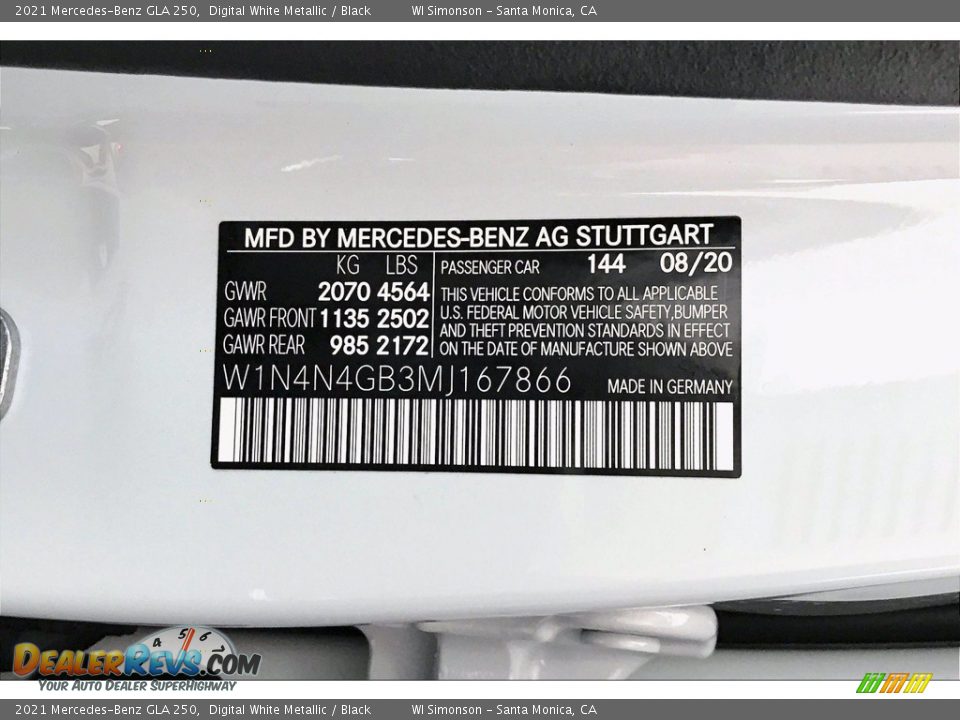 2021 Mercedes-Benz GLA 250, Digital White Metallic / Black WI Simonson - Santa Monica, CA
MFD BY MERCEDES-BENZ AG STUTTGART
KG LBS PASSENGER CAR 144 08/20
GVWR 2070 4564 THIS VEHICLE CONFORMS TO ALL APPLICABLE
GAWR FRONT 1135 2502 U.S. FEDERAL MOTOR VEHICLE SAFETY,BUMPER
AND THEFT PREVENTION STANDARDS IN EFFECT
GAWR REAR 985 2172 ON THE DATE OF MANUFACTURE SHOWN ABOVE
W1N4N4GB3MJ167866 MADE IN GERMANY
4 5 6
DEALERREVS.COM
YOUR AUTO DEALER SUPERHIGHWAY
2021 Mercedes-Benz GLA 250, Digital White Metallic / Black WI Simonson - Santa Monica, CA